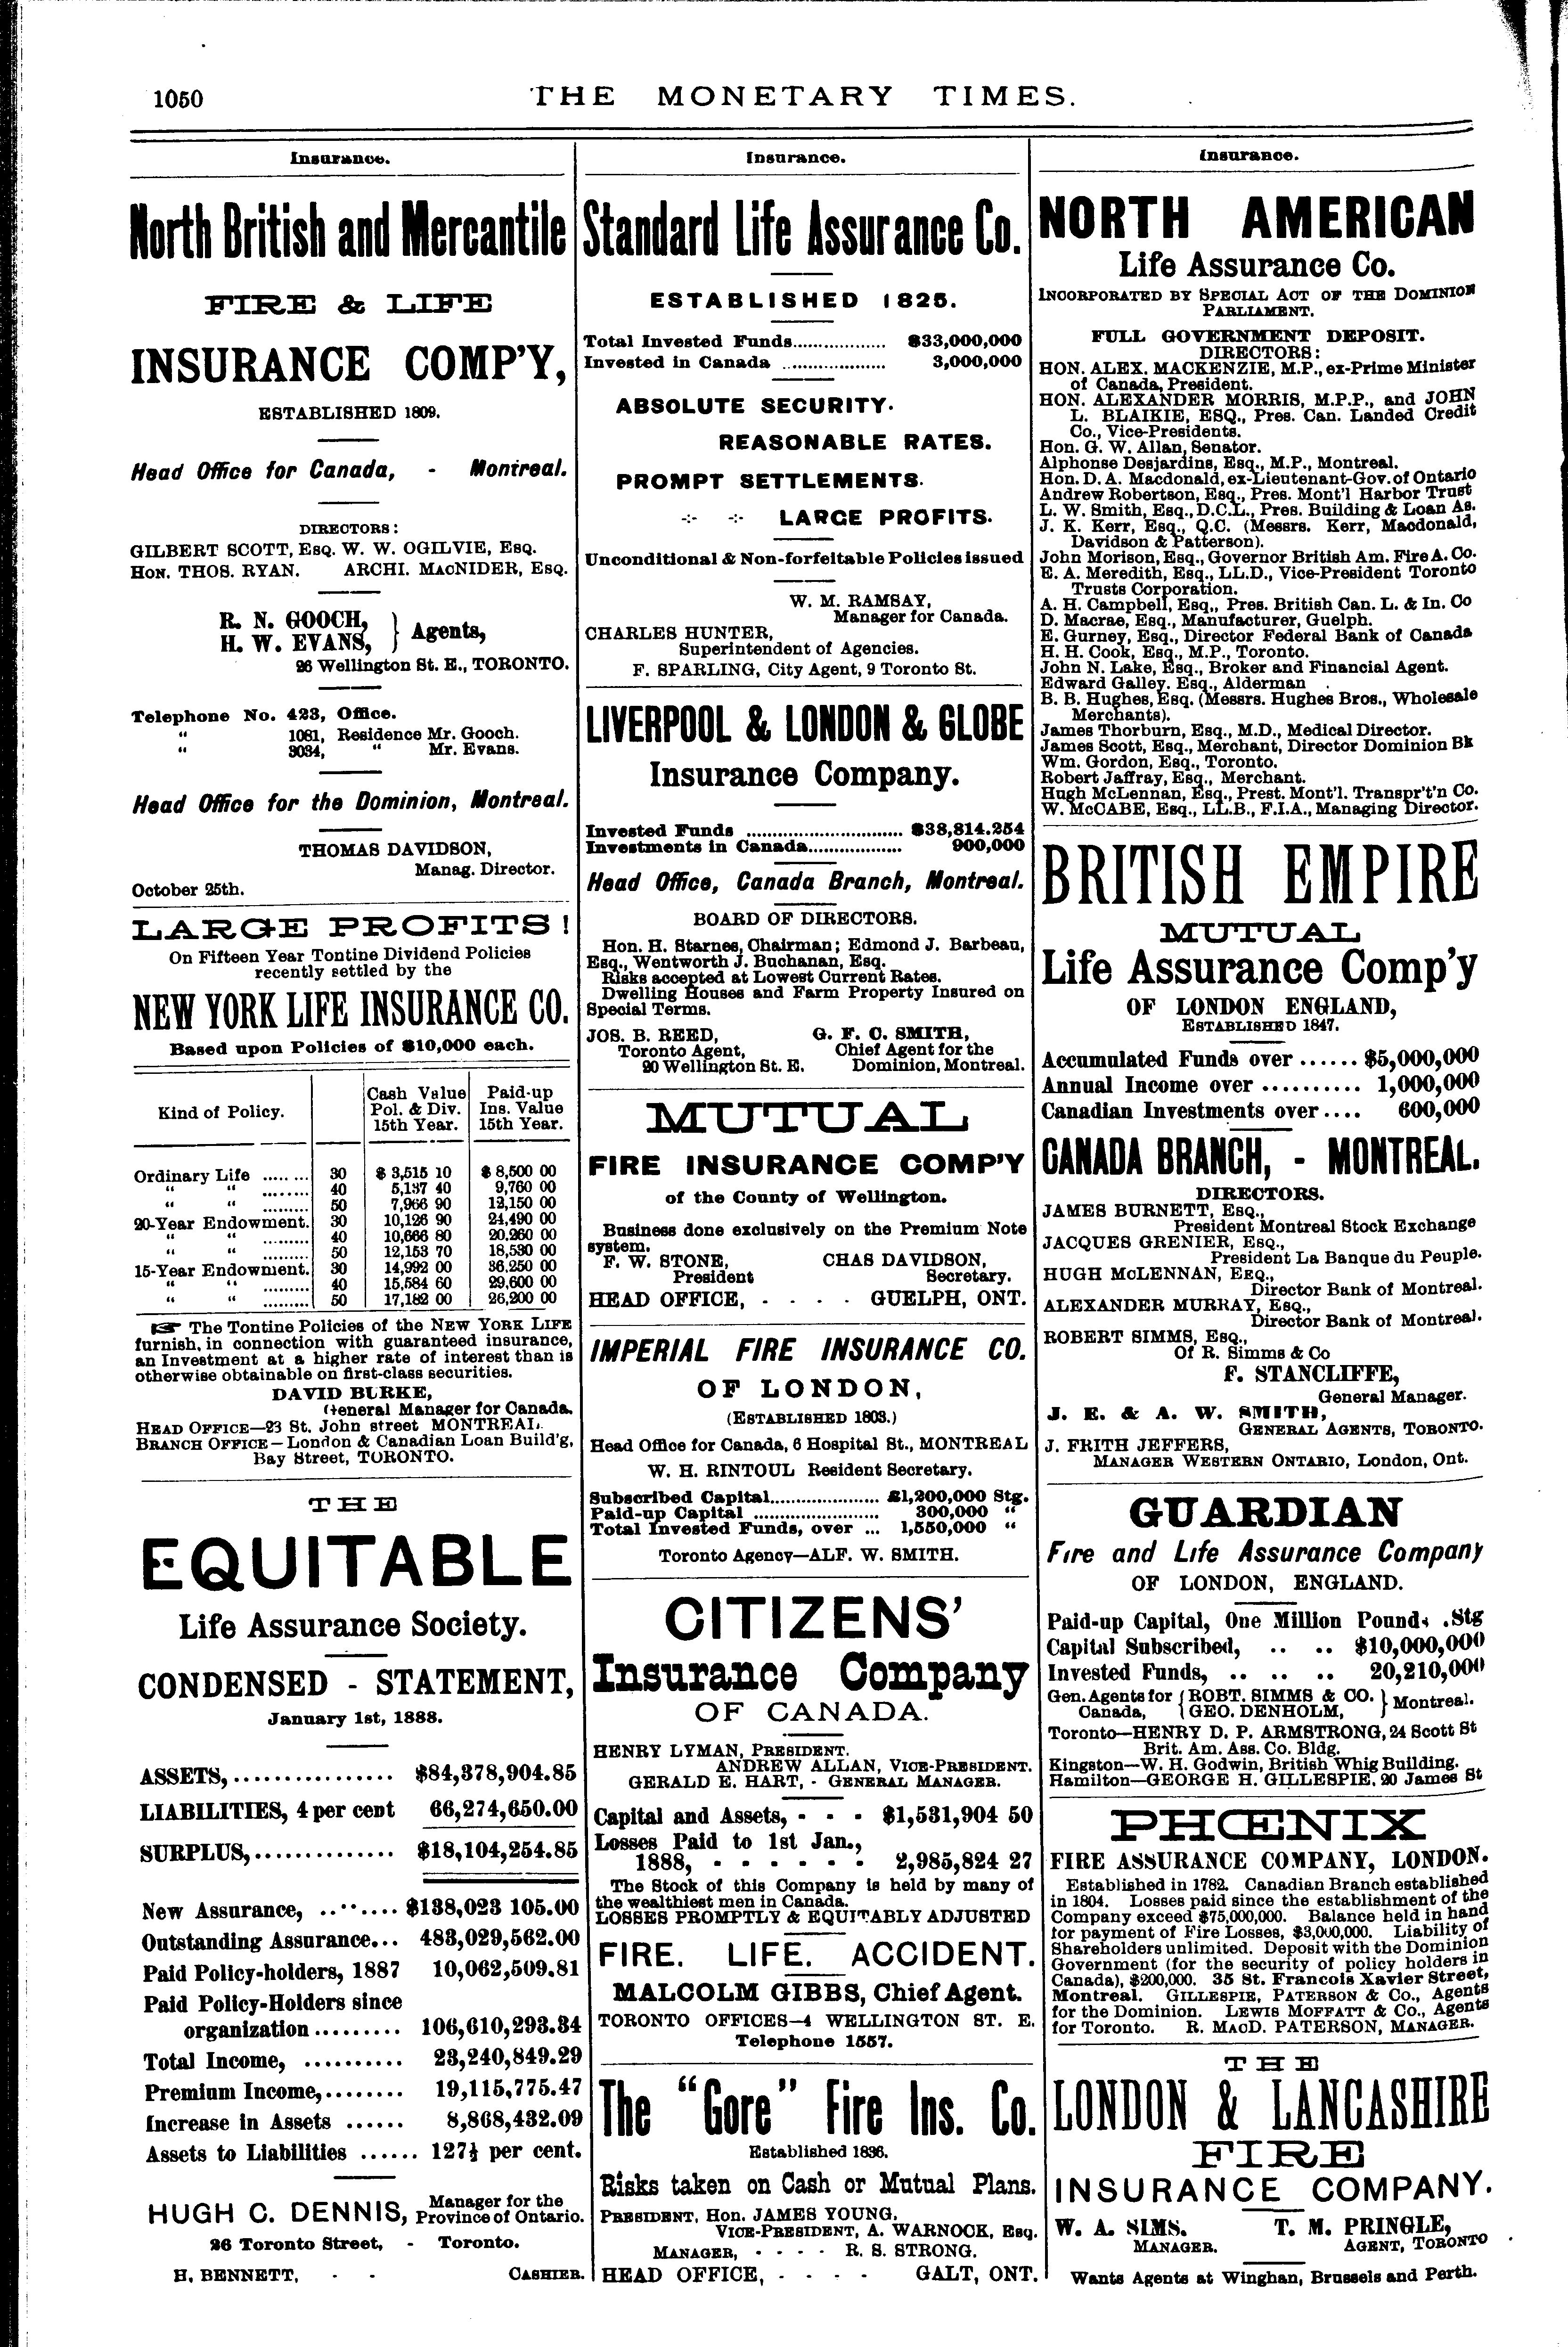 1050
THE MONETARY TIMES.
Insurance.
North British and Mercantile
FIRE & LIFE
INSURANCE COMP'Y,
ESTABLISHED 1809.
Head Office for Canada, - Montreal.
DIRECTORS:
GILBERT SCOTT, ESQ. W. W. OGILVIE, ESQ.
HON. THOS. RYAN. ARCHI. MACNIDER, ESQ.
R. N. GOOCH,
H. W. EVANS, } Agents,
26 Wellington St. E., TORONTO.
Telephone No. 423, Office.
" 1081, Residence Mr. Gooch.
" 3034, " Mr. Evans.
Head Office for the Dominion, Montreal.
THOMAS DAVIDSON,
Manag. Director.
October 25th.
LARGE PROFITS!
On Fifteen Year Tontine Dividend Policies
recently settled by the
NEW YORK LIFE INSURANCE CO.
Based upon Policies of $10,000 each.
Kind of Policy. Cash Value Pol. & Div. 15th Year. Paid-up Ins. Value 15th Year.
Ordinary Life ........ 30 $ 3,515 10 $ 8,500 00
" " ........ 40 5,137 40 9,760 00
" " ......... 50 7,966 90 12,150 00
20-Year Endowment. 30 10,126 90 24,490 00
" " ......... 40 10,666 80 20,260 00
" " ......... 50 12,153 70 18,530 00
15-Year Endowment. 30 14,992 00 36,250 00
" " ......... 40 15,584 60 29,600 00
" " ......... 50 17,182 00 26,200 00
☞ The Tontine Policies of the NEW YORK LIFE
furnish, in connection with guaranteed insurance,
an Investment at a higher rate of interest than is
otherwise obtainable on first-class securities.
DAVID BURKE,
General Manager for Canada.
HEAD OFFICE—23 St. John street MONTREAL.
BRANCH OFFICE—London & Canadian Loan Build'g,
Bay Street, TORONTO.
THE
EQUITABLE
Life Assurance Society.
CONDENSED - STATEMENT,
January 1st, 1888.
ASSETS,................ $84,378,904.85
LIABILITIES, 4 per cent 66,274,650.00
SURPLUS,.............. $18,104,254.85
New Assurance, ........ $138,023 105.00
Outstanding Assurance... 483,029,562.00
Paid Policy-holders, 1887 10,062,509.81
Paid Policy-Holders since
organization......... 106,610,293.34
Total Income, .......... 23,240,849.29
Premium Income,........ 19,115,775.47
Increase in Assets ...... 8,868,432.09
Assets to Liabilities ...... 127½ per cent.
HUGH C. DENNIS, Manager for the Province of Ontario.
26 Toronto Street, - Toronto.
H. BENNETT, - - CASHIER.
Insurance.
Standard Life Assurance Co.
ESTABLISHED 1825.
Total Invested Funds.................. $33,000,000
Invested in Canada .................... 3,000,000
ABSOLUTE SECURITY.
REASONABLE RATES.
PROMPT SETTLEMENTS.
-:- -:- LARGE PROFITS.
Unconditional & Non-forfeitable Policies issued
W. M. RAMSAY,
Manager for Canada.
CHARLES HUNTER,
Superintendent of Agencies.
F. SPARLING, City Agent, 9 Toronto St.
LIVERPOOL & LONDON & GLOBE
Insurance Company.
Invested Funds .............................. $38,814.254
Investments in Canada.................. 900,000
Head Office, Canada Branch, Montreal.
BOARD OF DIRECTORS.
Hon. H. Starnes, Chairman; Edmond J. Barbeau,
Esq., Wentworth J. Buchanan, Esq.
Risks accepted at Lowest Current Rates.
Dwelling Houses and Farm Property Insured on
Special Terms.
JOS. B. REED, G. F. C. SMITH,
Toronto Agent, Chief Agent for the
20 Wellington St. E. Dominion, Montreal.
MUTUAL
FIRE INSURANCE COMP'Y
of the County of Wellington.
Business done exclusively on the Premium Note
system.
F. W. STONE, CHAS DAVIDSON,
President Secretary.
HEAD OFFICE, - - - - GUELPH, ONT.
IMPERIAL FIRE INSURANCE CO.
OF LONDON,
(ESTABLISHED 1803.)
Head Office for Canada, 6 Hospital St., MONTREAL
W. H. RINTOUL Resident Secretary.
Subscribed Capital..................... £1,200,000 Stg.
Paid-up Capital ........................ 300,000 "
Total Invested Funds, over ... 1,550,000 "
Toronto Agency—ALF. W. SMITH.
CITIZENS'
Insurance Company
OF CANADA.
HENRY LYMAN, PRESIDENT.
ANDREW ALLAN, VICE-PRESIDENT.
GERALD E. HART, - GENERAL MANAGER.
Capital and Assets, - - - $1,531,904 50
Losses Paid to 1st Jan.,
1888, - - - - - - 2,985,824 27
The Stock of this Company is held by many of
the wealthiest men in Canada.
LOSSES PROMPTLY & EQUITABLY ADJUSTED
FIRE. LIFE. ACCIDENT.
MALCOLM GIBBS, Chief Agent.
TORONTO OFFICES—4 WELLINGTON ST. E.
Telephone 1557.
The "Gore" Fire Ins. Co.
Established 1836.
Risks taken on Cash or Mutual Plans.
PRESIDENT, Hon. JAMES YOUNG,
VICE-PRESIDENT, A. WARNOCK, Esq.
MANAGER, - - - - R. S. STRONG.
HEAD OFFICE, - - - - GALT, ONT.
Insurance.
NORTH AMERICAN
Life Assurance Co.
INCORPORATED BY SPECIAL ACT OF THE DOMINION
PARLIAMENT.
FULL GOVERNMENT DEPOSIT.
DIRECTORS:
HON. ALEX. MACKENZIE, M.P., ex-Prime Minister
of Canada, President.
HON. ALEXANDER MORRIS, M.P.P., and JOHN
L. BLAIKIE, ESQ., Pres. Can. Landed Credit
Co., Vice-Presidents.
Hon. G. W. Allan, Senator.
Alphonse Desjardins, Esq., M.P., Montreal.
Hon. D. A. Macdonald, ex-Lieutenant-Gov. of Ontario
Andrew Robertson, Esq., Pres. Mont'l Harbor Trust
L. W. Smith, Esq., D.C.L., Pres. Building & Loan As.
J. K. Kerr, Esq., Q.C. (Messrs. Kerr, Macdonald,
Davidson & Patterson).
John Morison, Esq., Governor British Am. Fire A. Co.
E. A. Meredith, Esq., LL.D., Vice-President Toronto
Trusts Corporation.
A. H. Campbell, Esq., Pres. British Can. L. & In. Co
D. Macrae, Esq., Manufacturer, Guelph.
E. Gurney, Esq., Director Federal Bank of Canada
H. H. Cook, Esq., M.P., Toronto.
John N. Lake, Esq., Broker and Financial Agent.
Edward Galley. Esq., Alderman
B. B. Hughes, Esq. (Messrs. Hughes Bros., Wholesale
Merchants).
James Thorburn, Esq., M.D., Medical Director.
James Scott, Esq., Merchant, Director Dominion Bk
Wm. Gordon, Esq., Toronto.
Robert Jaffray, Esq., Merchant.
Hugh McLennan, Esq., Prest. Mont'l. Transpr't'n Co.
W. McCABE, Esq., LL.B., F.I.A., Managing Director.
BRITISH EMPIRE
MUTUAL
Life Assurance Comp'y
OF LONDON ENGLAND,
ESTABLISHED 1847.
Accumulated Funds over ...... $5,000,000
Annual Income over .......... 1,000,000
Canadian Investments over.... 600,000
CANADA BRANCH, - MONTREAL.
DIRECTORS.
JAMES BURNETT, ESQ.,
President Montreal Stock Exchange
JACQUES GRENIER, ESQ.,
President La Banque du Peuple.
HUGH MCLENNAN, ESQ.,
Director Bank of Montreal.
ALEXANDER MURRAY, ESQ.,
Director Bank of Montreal.
ROBERT SIMMS, ESQ.,
Of R. Simms & Co
F. STANCLIFFE,
General Manager.
J. E. & A. W. SMITH,
GENERAL AGENTS, TORONTO.
J. FRITH JEFFERS,
MANAGER WESTERN ONTARIO, London, Ont.
GUARDIAN
Fire and Life Assurance Company
OF LONDON, ENGLAND.
Paid-up Capital, One Million Pounds .Stg
Capital Subscribed, .. .. $10,000,000
Invested Funds, .. .. .. 20,210,000
Gen. Agents for { ROBT. SIMMS & CO. } Montreal.
Canada, { GEO. DENHOLM,
Toronto—HENRY D. P. ARMSTRONG, 24 Scott St
Brit. Am. Ass. Co. Bldg.
Kingston—W. H. Godwin, British Whig Building.
Hamilton—GEORGE H. GILLESPIE, 20 James St
PHŒNIX
FIRE ASSURANCE COMPANY, LONDON.
Established in 1782. Canadian Branch established
in 1804. Losses paid since the establishment of the
Company exceed $75,000,000. Balance held in hand
for payment of Fire Losses, $3,000,000. Liability of
Shareholders unlimited. Deposit with the Dominion
Government (for the security of policy holders in
Canada), $200,000. 35 St. Francois Xavier Street,
Montreal. GILLESPIE, PATERSON & CO., Agents
for the Dominion. LEWIS MOFFATT & CO., Agents
for Toronto. R. MACD. PATERSON, MANAGER.
THE
LONDON & LANCASHIRE
FIRE
INSURANCE COMPANY.
W. A. SIMS. T. M. PRINGLE,
MANAGER. AGENT, TORONTO
Wants Agents at Winghan, Brussels and Perth.